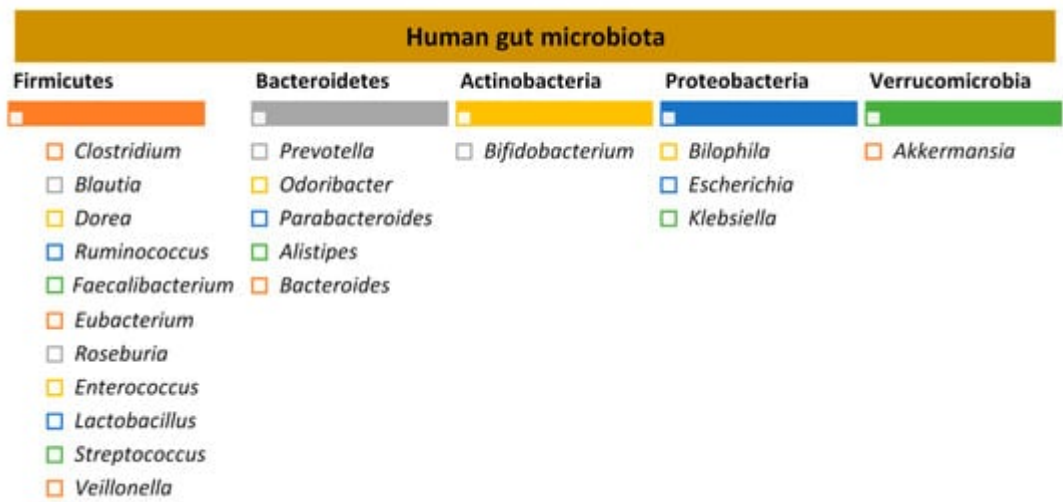 Human gut microbiota
Firmicutes
Clostridium
Blautia
Dorea
Ruminococcus
Faecalibacterium
Eubacterium
Roseburia
Enterococcus
Lactobacillus
Streptococcus
Veillonella
Bacteroidetes
Prevotella
Odoribacter
Parabacteroides
Alistipes
Bacteroides
Actinobacteria
Bifidobacterium
Proteobacteria
Bilophila
Escherichia
Klebsiella
Verrucomicrobia
Akkermansia